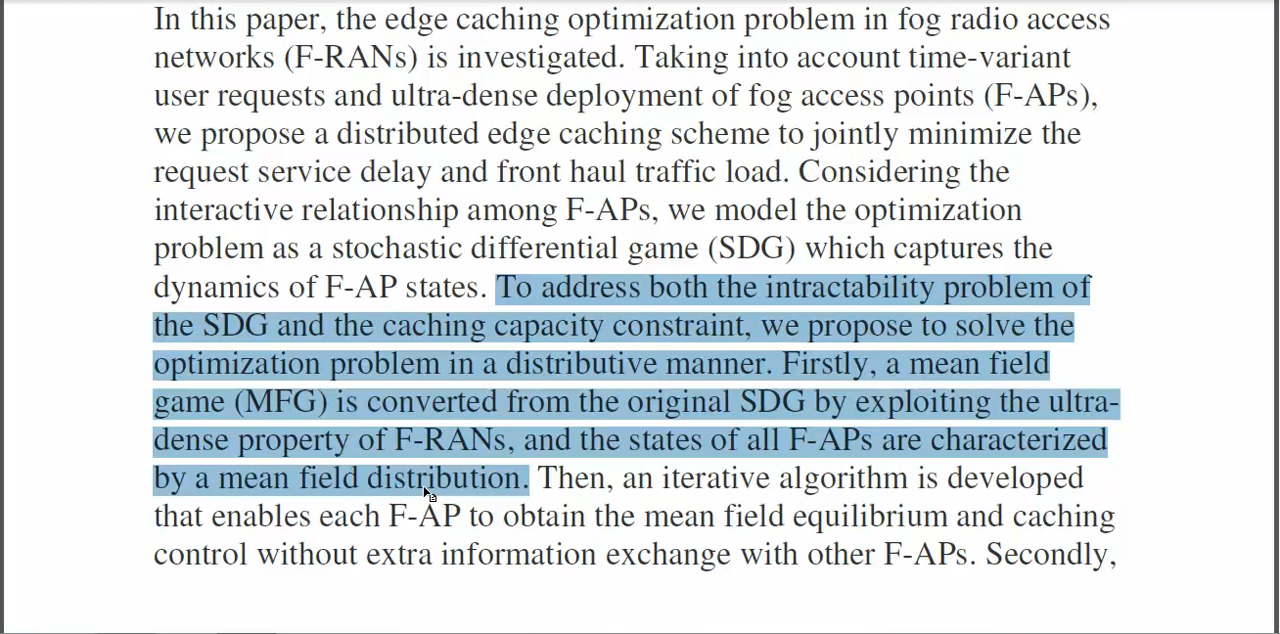 In this paper, the edge caching optimization problem in fog radio access
networks (F-RANs) is investigated. Taking into account time-variant
user requests and ultra-dense deployment of fog access points (F-APs),
we propose a distributed edge caching scheme to jointly minimize the
request service delay and front haul traffic load. Considering the
interactive relationship among F-APs, we model the optimization
problem as a stochastic differential game (SDG) which captures the
dynamics of F-AP states. To address both the intractability problem of
the SDG and the caching capacity constraint, we propose to solve the
optimization problem in a distributive manner. Firstly, a mean field
game (MFG) is converted from the original SDG by exploiting the ultra-
dense property of F-RANs, and the states of all F-APs are characterized
by a mean field distribution. Then, an iterative algorithm is developed
that enables each F-AP to obtain the mean field equilibrium and caching
control without extra information exchange with other F-APs. Secondly,